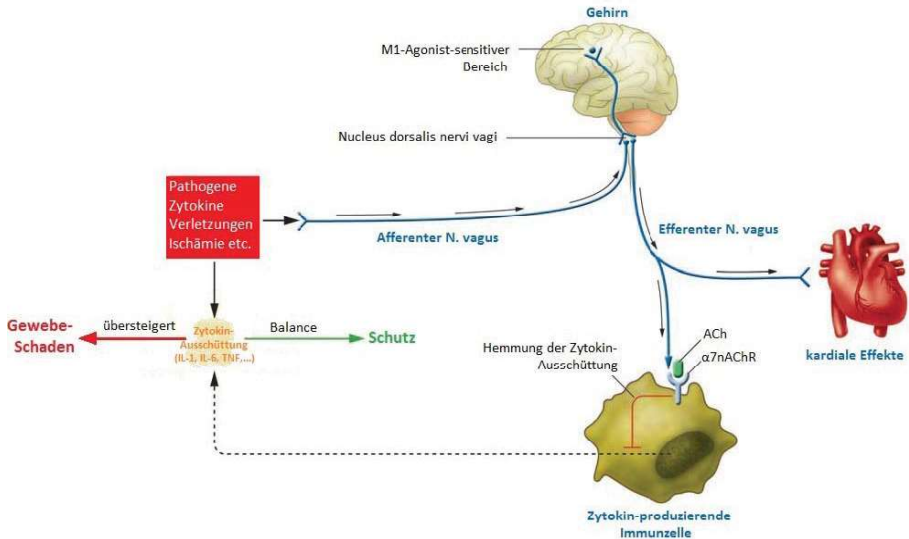 Gehirn
M1-Agonist-sensitiver
Bereich
Nucleus dorsalis nervi vagi
Pathogene
Zytokine
Verletzungen
Ischämie etc.
Afferenter N. vagus
Efferenter N. vagus
Gewebe-
Schaden
übersteigert
Zytokin-
Ausschüttung
(IL-1, IL-6, TNF,...)
Balance
Schutz
Hemmung der Zytokin-
Ausschüttung
ACh
α7nAChR
kardiale Effekte
Zytokin-produzierende
Immunzelle